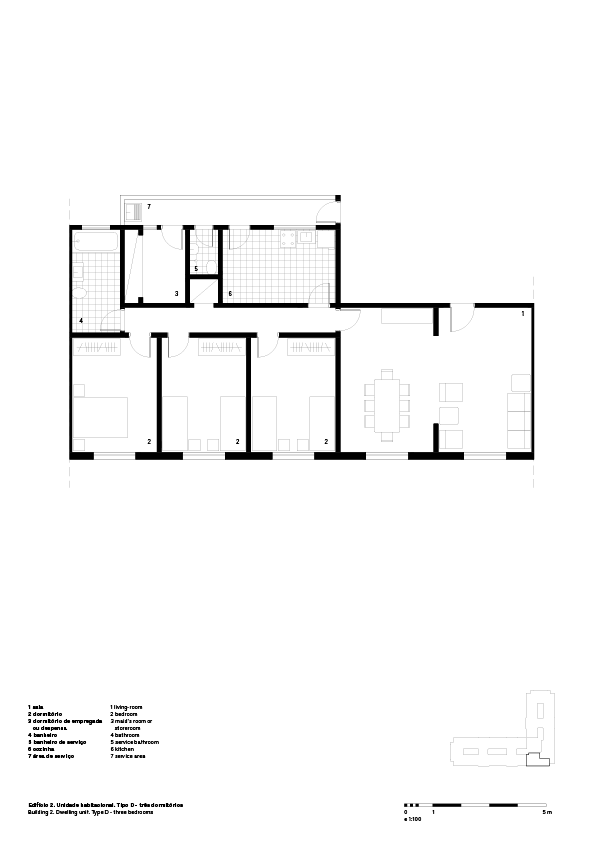 7
1
5
3
6
4
2
2
2
1 sala 1 living-room
2 dormitório 2 bedroom
3 dormitório de empregada 3 maid's room or
ou despensa storeroom
4 banheiro 4 bathroom
5 banheiro de serviço 5 service bathroom
6 cozinha 6 kitchen
7 área de serviço 7 service area
Edifício 2. Unidade habitacional. Tipo D - três dormitórios
Building 2. Dwelling unit. Type D - three bedrooms
0 1 5 m
e 1:100